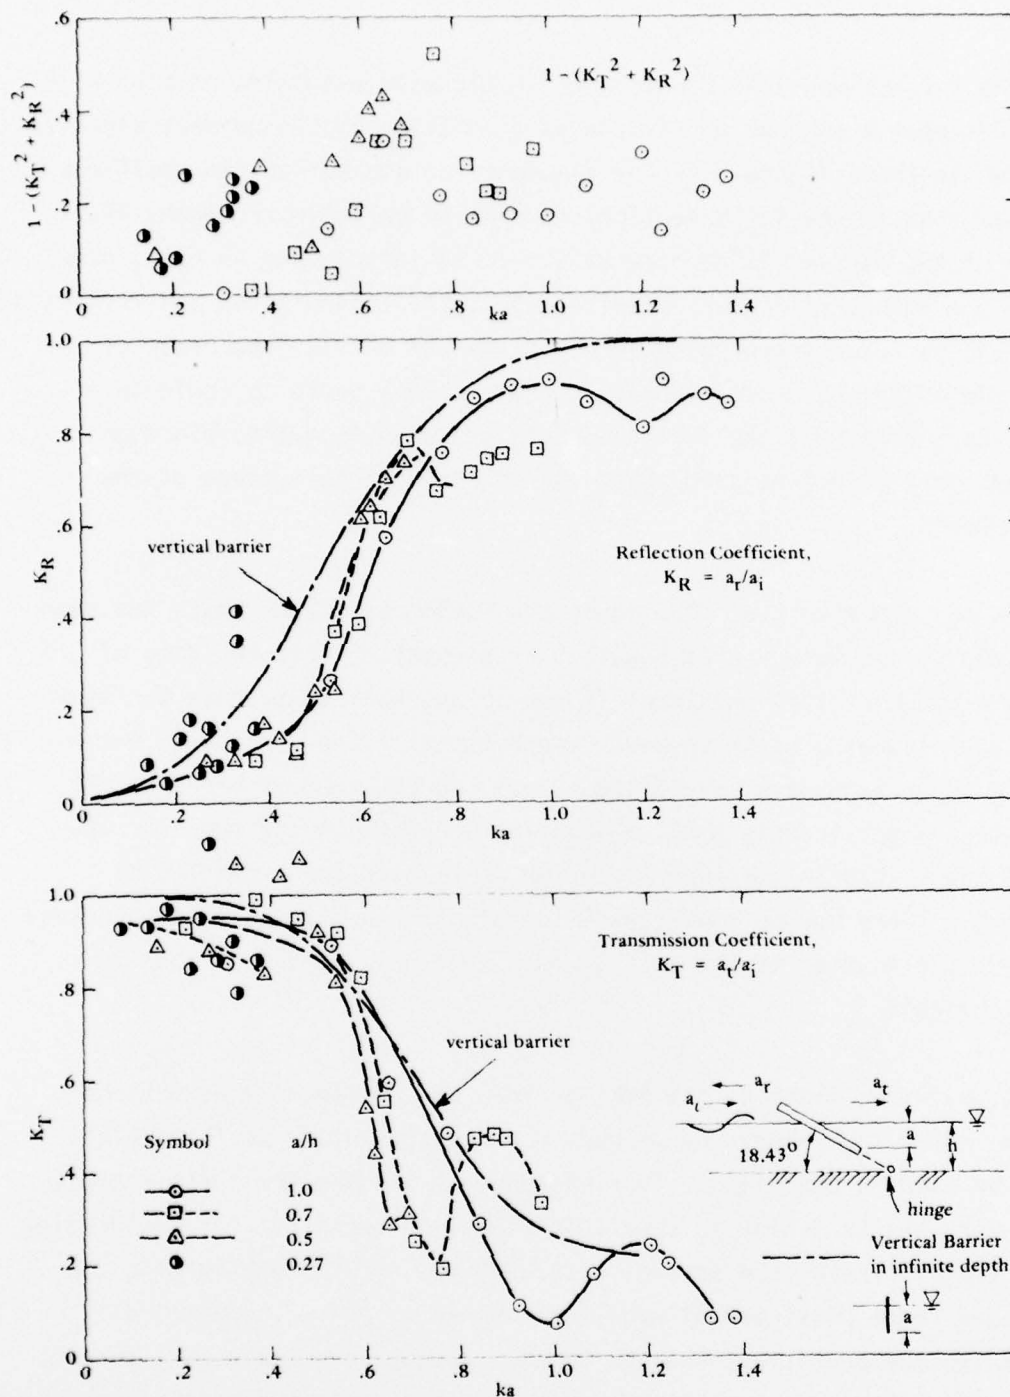 .6
.4
.2
0
1 – (K_T^2 + K_R^2)
1 – (K_T^2 + K_R^2)
0 .2 .4 .6 .8 1.0 1.2 1.4
ka
1.0
.8
.6
.4
.2
0
K_R
vertical barrier
Reflection Coefficient,
K_R = a_r/a_i
0 .2 .4 .6 .8 1.0 1.2 1.4
ka
1.0
.8
.6
.4
.2
0
K_T
Transmission Coefficient,
K_T = a_t/a_i
vertical barrier
Symbol a/h
1.0
0.7
0.5
0.27
a_r
a_i
a_t
a
h
18.43°
hinge
Vertical Barrier
in infinite depth
a
0 .2 .4 .6 .8 1.0 1.2 1.4
ka